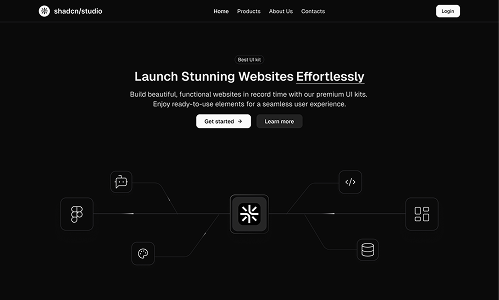 shadcn/studio
Home Products About Us Contacts
Login
Best UI kit
Launch Stunning Websites Effortlessly
Build beautiful, functional websites in record time with our premium UI kits.
Enjoy ready-to-use elements for a seamless user experience.
Get started → Learn more